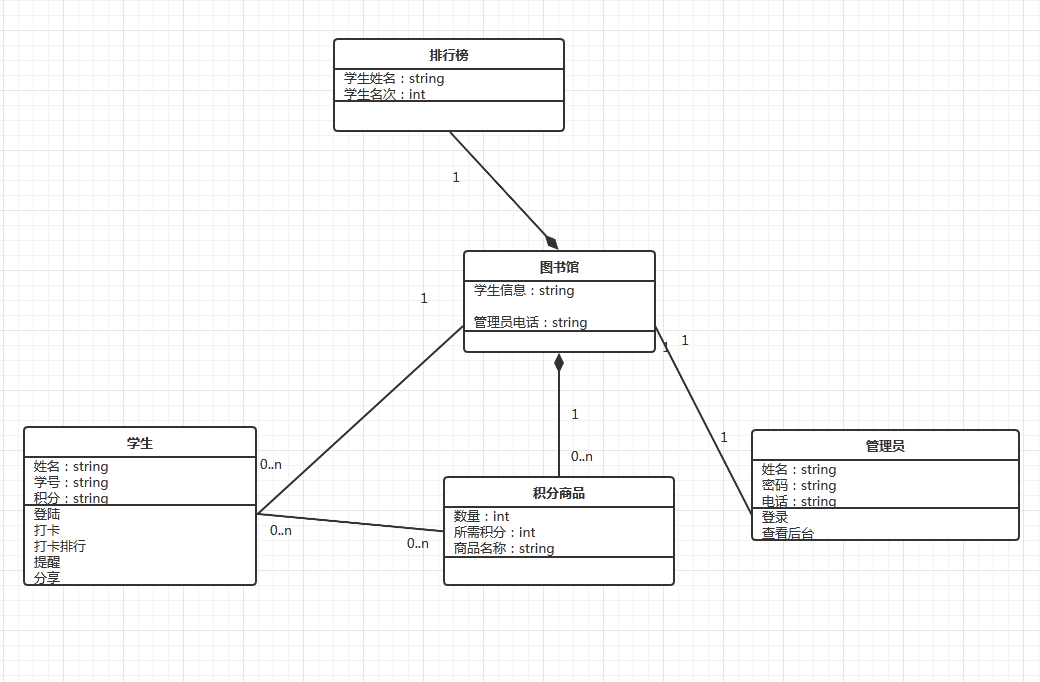 排行榜
学生姓名：string
学生名次：int
1
图书馆
学生信息：string
管理员电话：string
1
1
1
1
0..n
1
学生
姓名：string
学号：string
积分：string
登陆
打卡
打卡排行
提醒
分享
0..n
0..n
0..n
积分商品
数量：int
所需积分：int
商品名称：string
管理员
姓名：string
密码：string
电话：string
登录
查看后台